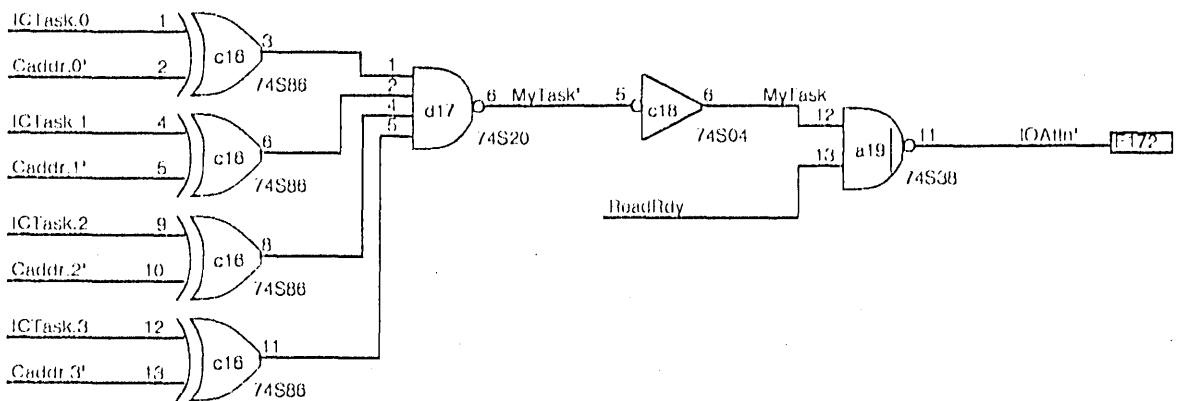 ICTask.0 1
3
Caddr.0' 2
c16
74S86
ICTask.1 4
6
Caddr.1' 5
c16
74S86
ICTask.2 9
8
Caddr.2' 10
c16
74S86
ICTask.3 12
11
Caddr.3' 13
c16
74S86
1
2
4
5
d17
6 MyTask' 5
74S20
c18
6 MyTask
74S04
12
13
a19
11 IOAttn'
74S38
ReadRdy
E172